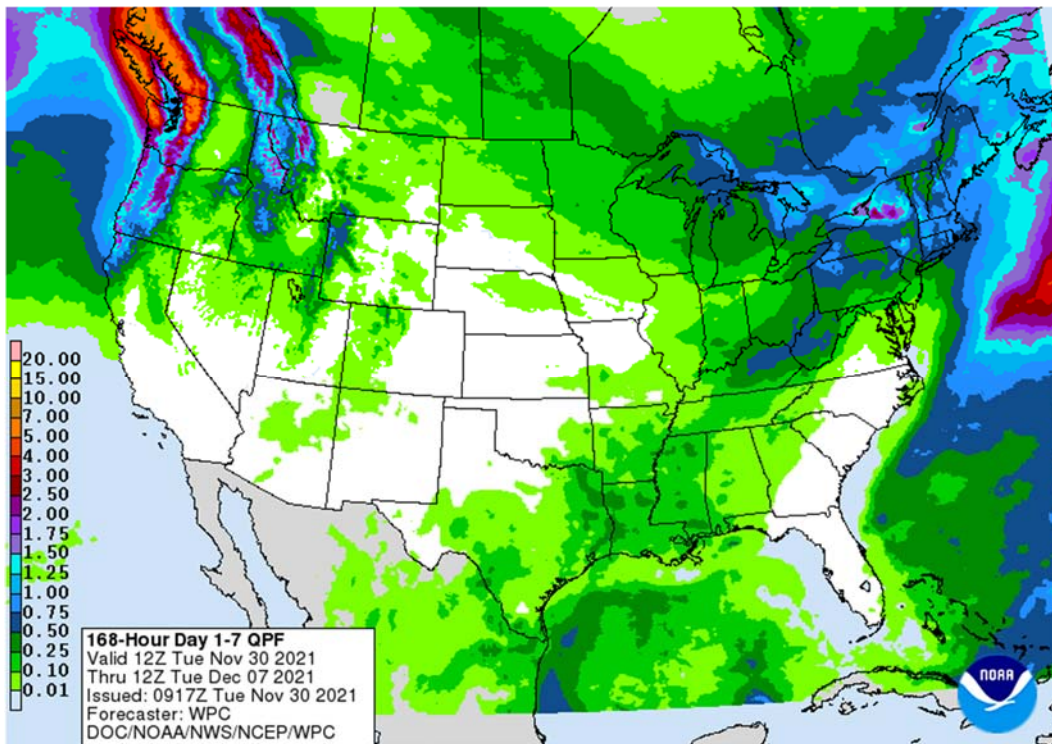 20.00
15.00
10.00
7.00
5.00
4.00
3.00
2.50
2.00
1.75
1.50
1.25
1.00
0.75
0.50
0.25
0.10
0.01
168-Hour Day 1-7 QPF
Valid 12Z Tue Nov 30 2021
Thru 12Z Tue Dec 07 2021
Issued: 0917Z Tue Nov 30 2021
Forecaster: WPC
DOC/NOAA/NWS/NCEP/WPC
NOAA